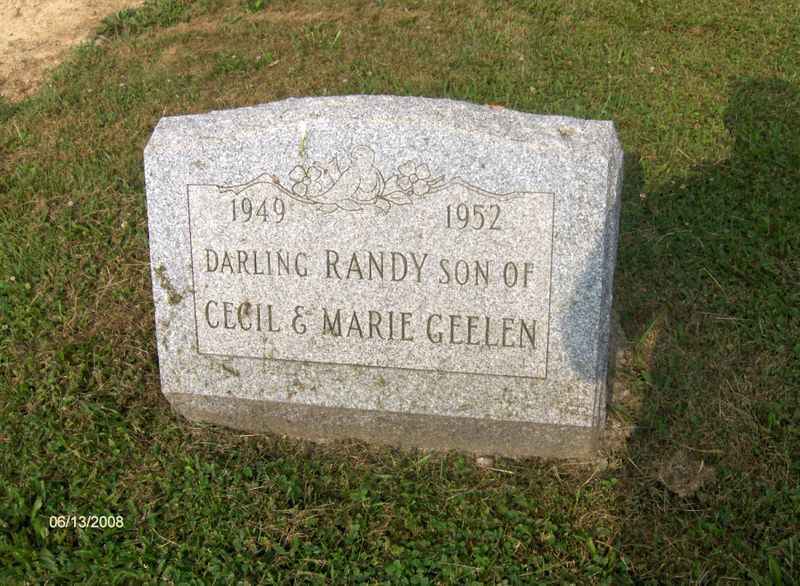 1949 1952
DARLING RANDY SON OF
CECIL & MARIE GEELEN
06/13/2008